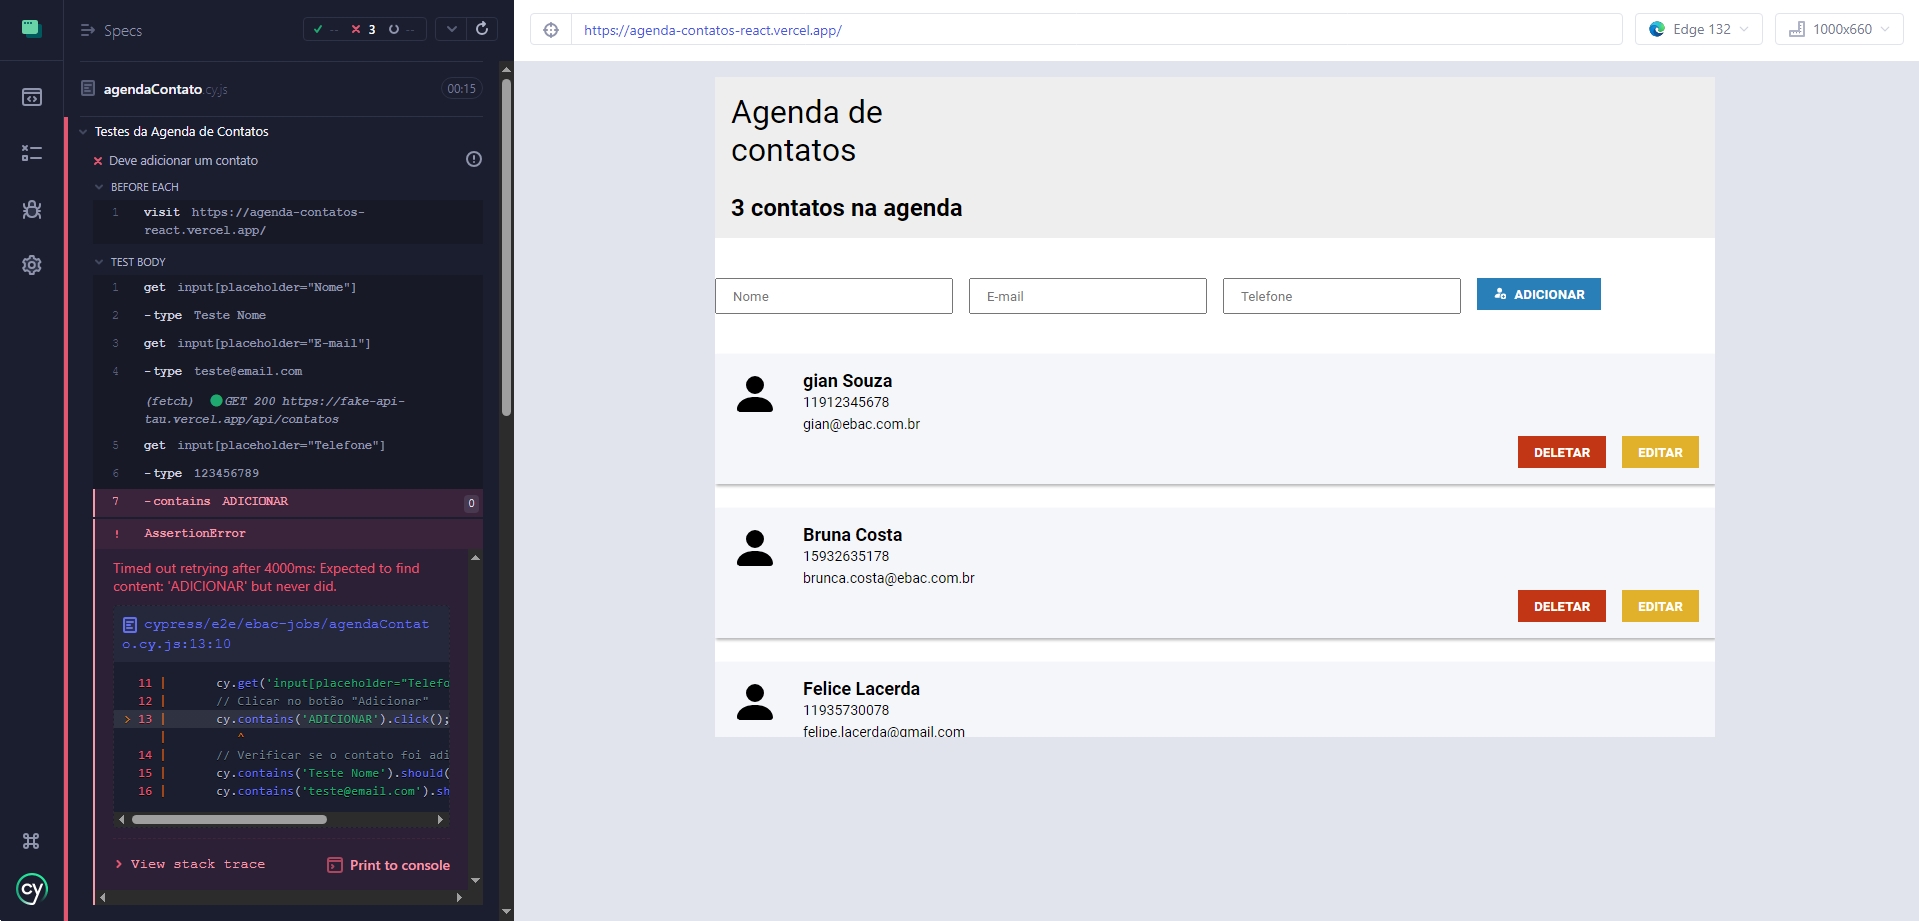 Specs
-- 3 --
agendaContato.cy.js 00:15
Testes da Agenda de Contatos
Deve adicionar um contato
BEFORE EACH
1 visit https://agenda-contatos-
react.vercel.app/
TEST BODY
1 get input[placeholder="Nome"]
2 -type Teste Nome
3 get input[placeholder="E-mail"]
4 -type teste@email.com
(fetch) GET 200 https://fake-api-
tau.vercel.app/api/contatos
5 get input[placeholder="Telefone"]
6 -type 123456789
7 -contains ADICIONAR 0
! AssertionError
Timed out retrying after 4000ms: Expected to find
content: 'ADICIONAR' but never did.
cypress/e2e/ebac-jobs/agendaContat
o.cy.js:13:10
11 | cy.get('input[placeholder="Telefo
12 | // Clicar no botão "Adicionar"
> 13 | cy.contains('ADICIONAR').click();
| ^
14 | // Verificar se o contato foi adi
15 | cy.contains('Teste Nome').should(
16 | cy.contains('teste@email.com').sh
> View stack trace
Print to console
cy
https://agenda-contatos-react.vercel.app/
Edge 132
1000x660
Agenda de
contatos
3 contatos na agenda
Nome
E-mail
Telefone
ADICIONAR
gian Souza
11912345678
gian@ebac.com.br
DELETAR EDITAR
Bruna Costa
15932635178
brunca.costa@ebac.com.br
DELETAR EDITAR
Felice Lacerda
11935730078
felipe.lacerda@gmail.com